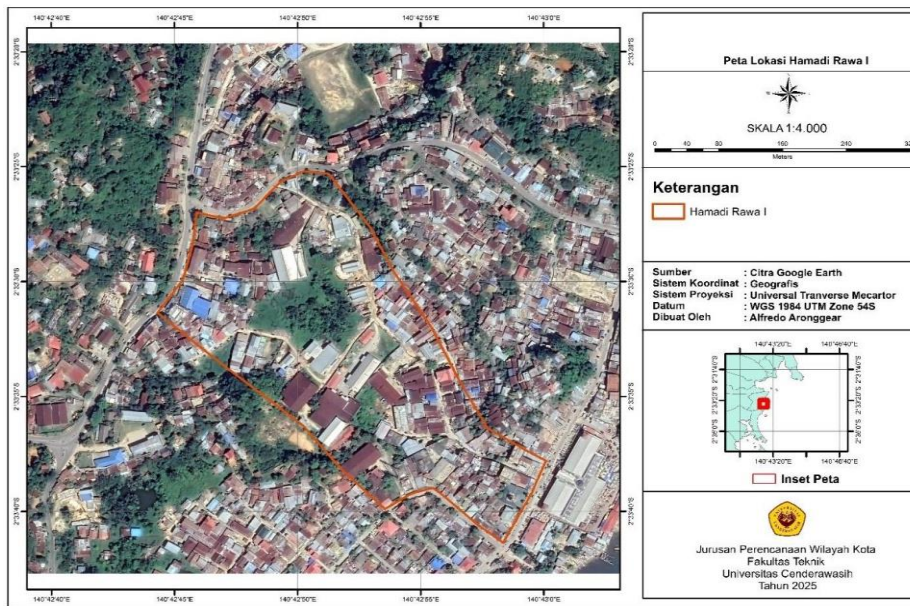 140°42'40"E 140°42'45"E 140°42'50"E 140°42'55"E 140°43'0"E
2°33'25"S 2°33'25"S
2°33'30"S
2°33'35"S 2°33'35"S
2°33'40"S 2°33'40"S
140°42'40"E 140°42'45"E 140°42'50"E 140°42'55"E 140°43'0"E
Peta Lokasi Hamadi Rawa I
SKALA 1:4.000
0 20 40 80 160 240 320
Meters
Keterangan
Hamadi Rawa I
Sumber : Citra Google Earth
Sistem Koordinat : Geografis
Sistem Proyeksi : Universal Tranverse Mecartor
Datum : WGS 1984 UTM Zone 54S
Dibuat Oleh : Alfredo Aronggear
140°43'20"E 140°46'40"E
2°33'20"S 2°33'20"S
140°43'20"E 140°46'40"E
Inset Peta
Jurusan Perencanaan Wilayah Kota
Fakultas Teknik
Universitas Cenderawasih
Tahun 2025